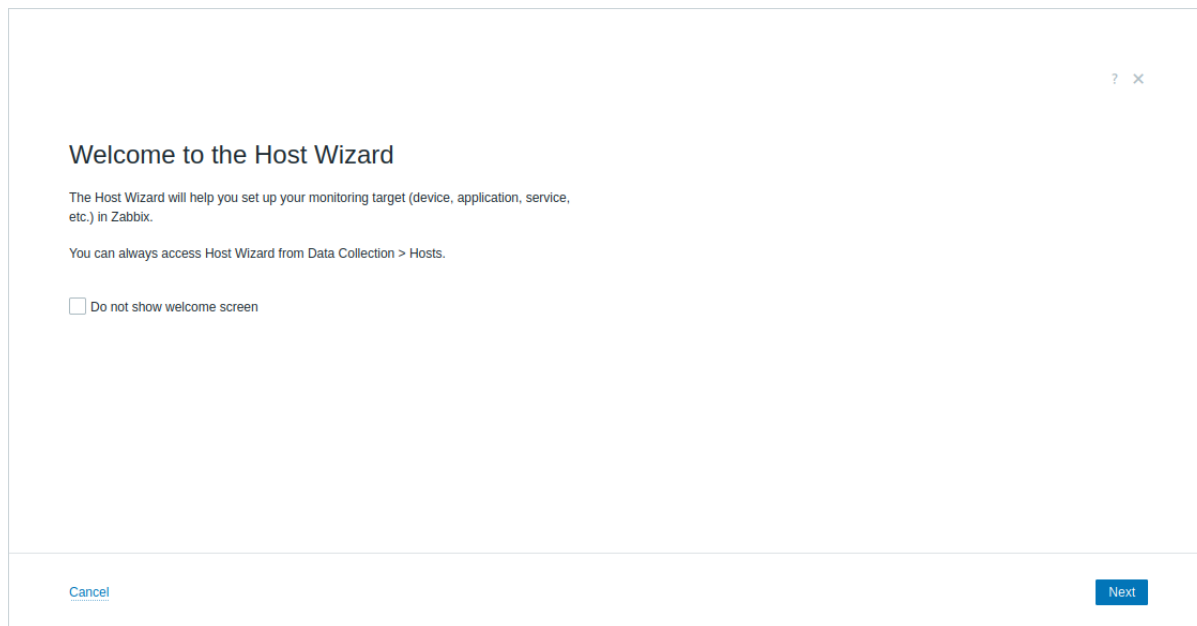 ? ✕
Welcome to the Host Wizard
The Host Wizard will help you set up your monitoring target (device, application, service,
etc.) in Zabbix.
You can always access Host Wizard from Data Collection > Hosts.
Do not show welcome screen
Cancel Next